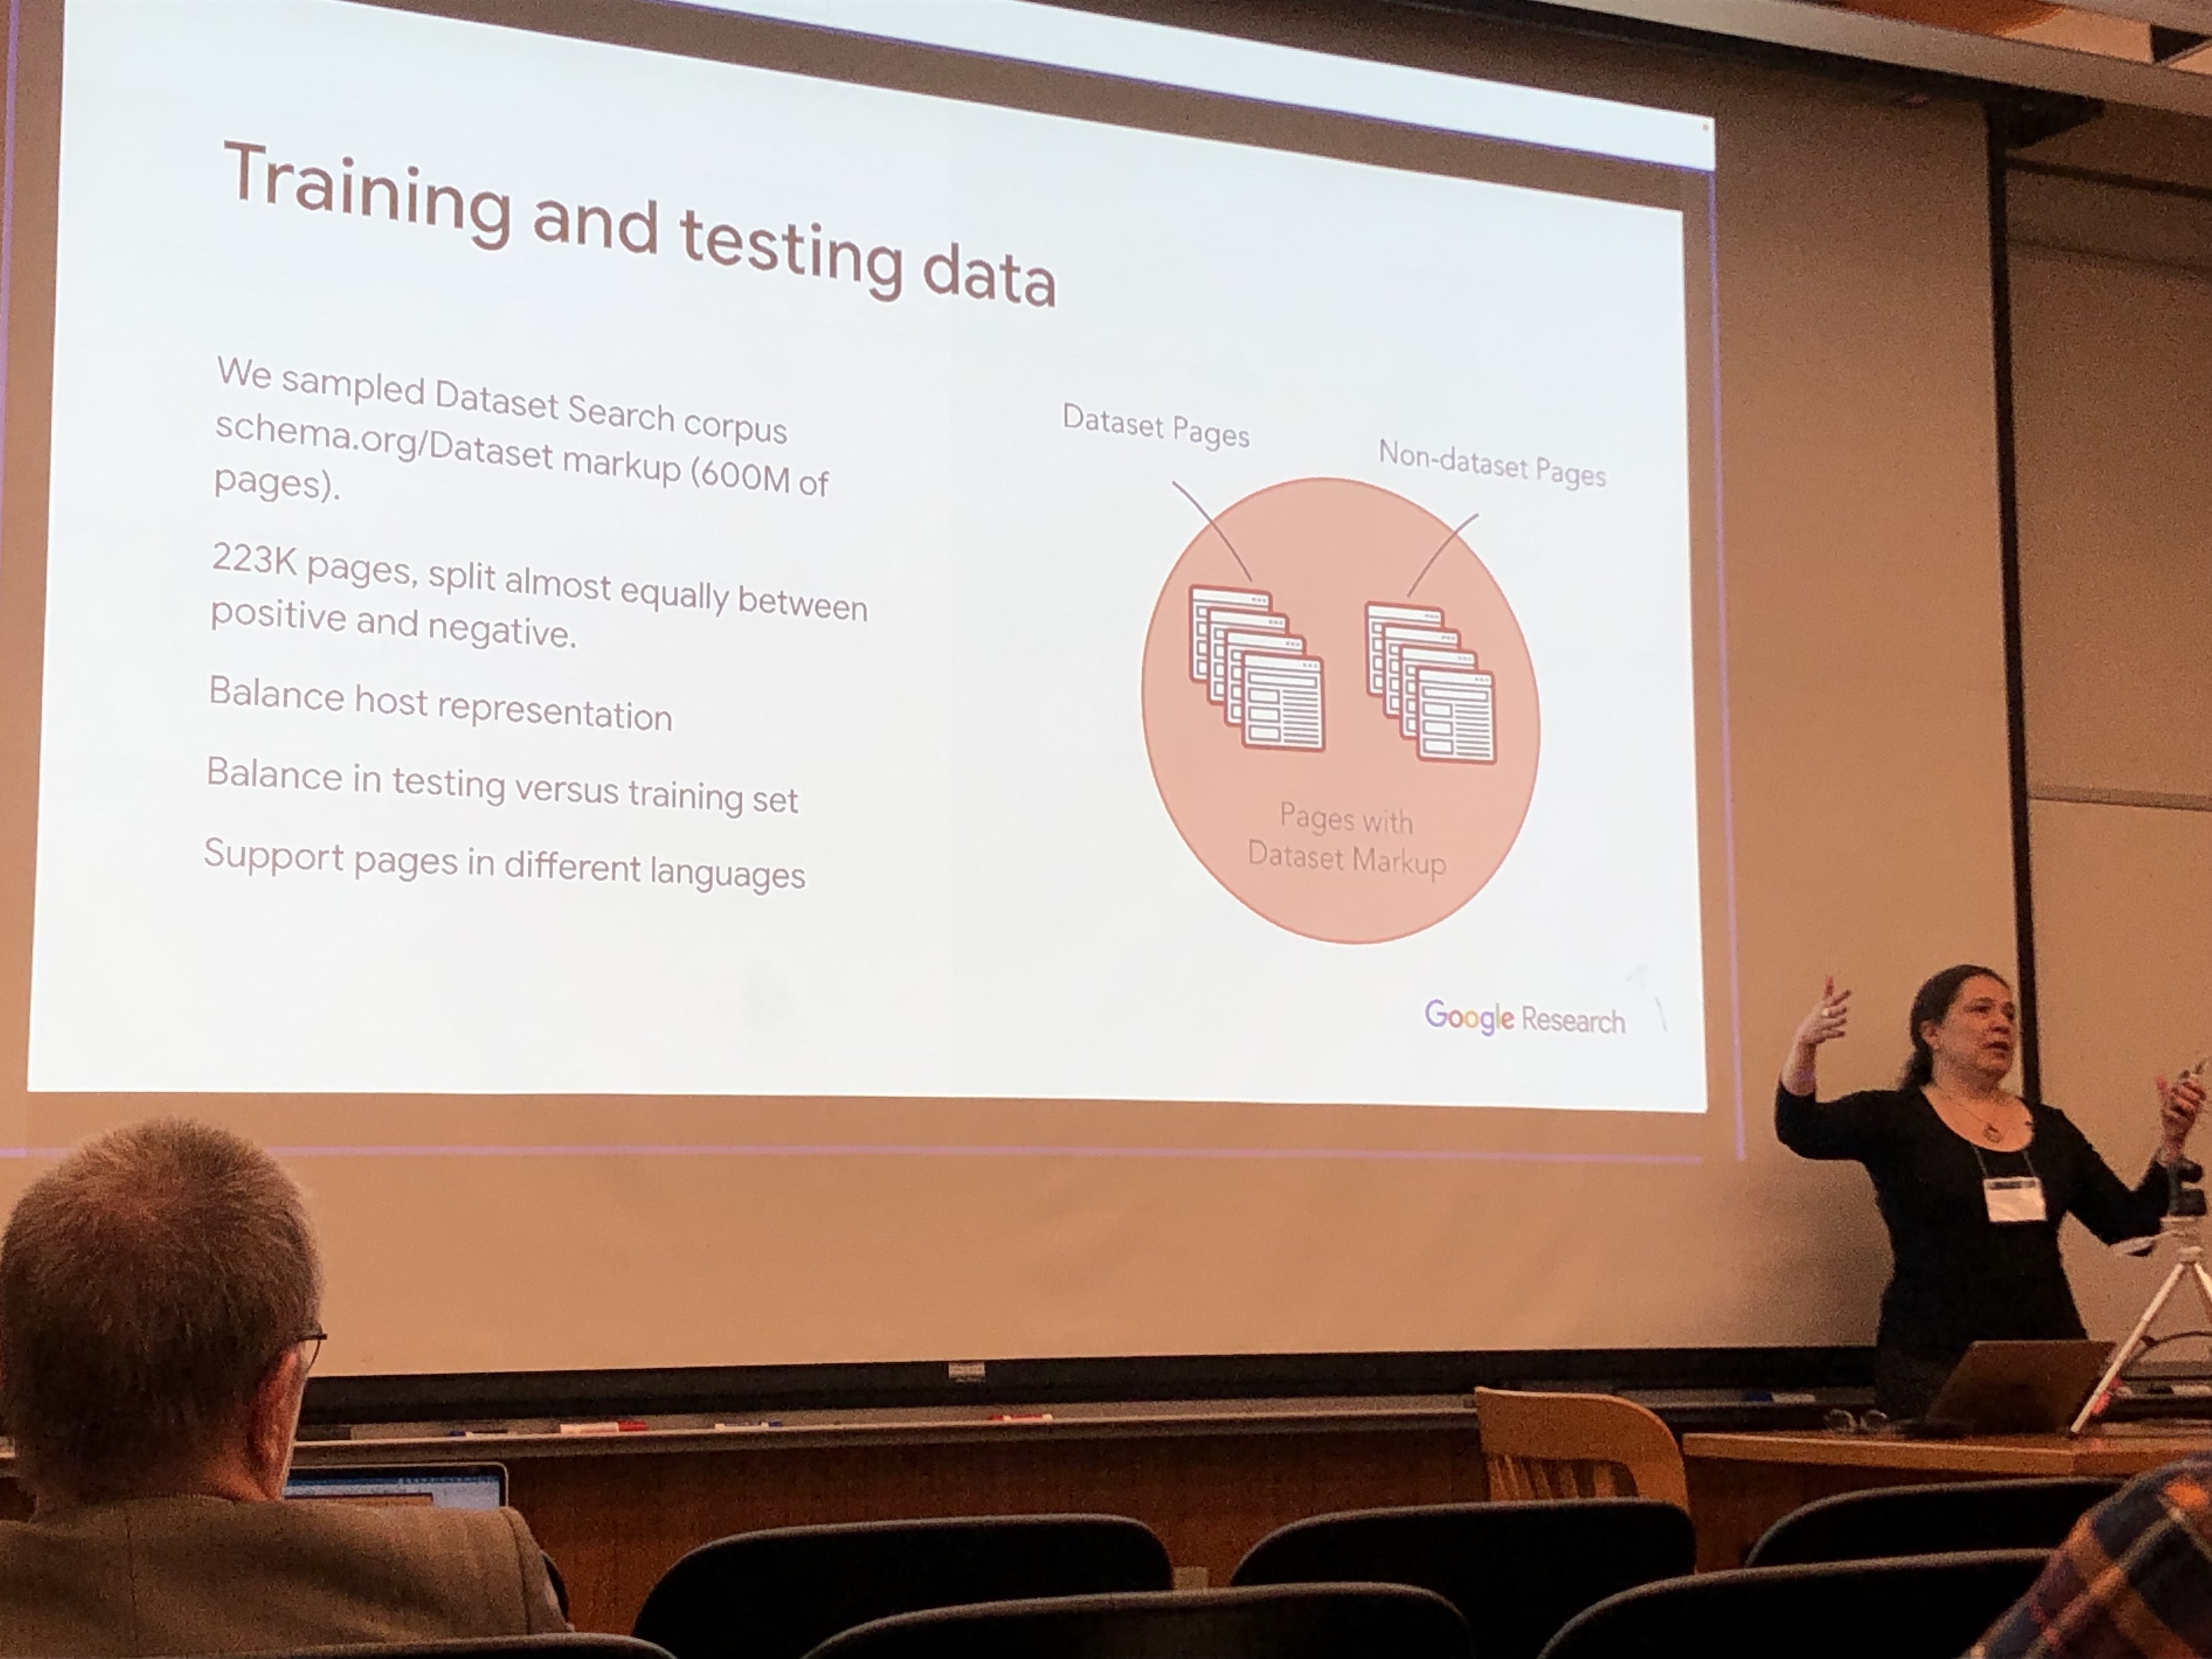 Training and testing data
We sampled Dataset Search corpus
schema.org/Dataset markup (600M of
pages).
223K pages, split almost equally between
positive and negative.
Balance host representation
Balance in testing versus training set
Support pages in different languages
Dataset Pages
Non-dataset Pages
Pages with
Dataset Markup
Google Research